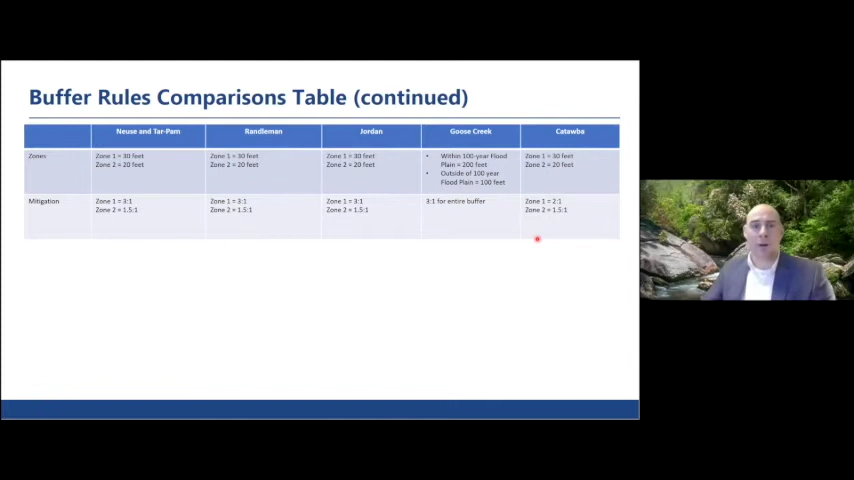 Buffer Rules Comparisons Table (continued)
Neuse and Tar-Pam Randleman Jordan Goose Creek Catawba
Zones
Zone 1 = 30 feet
Zone 2 = 20 feet
Zone 1 = 30 feet
Zone 2 = 20 feet
Zone 1 = 30 feet
Zone 2 = 20 feet
• Within 100-year Flood
Plain = 200 feet
• Outside of 100 year
Flood Plain = 100 feet
Zone 1 = 30 feet
Zone 2 = 20 feet
Mitigation
Zone 1 = 3:1
Zone 2 = 1.5:1
Zone 1 = 3:1
Zone 2 = 1.5:1
Zone 1 = 3:1
Zone 2 = 1.5:1
3:1 for entire buffer
Zone 1 = 2:1
Zone 2 = 1.5:1